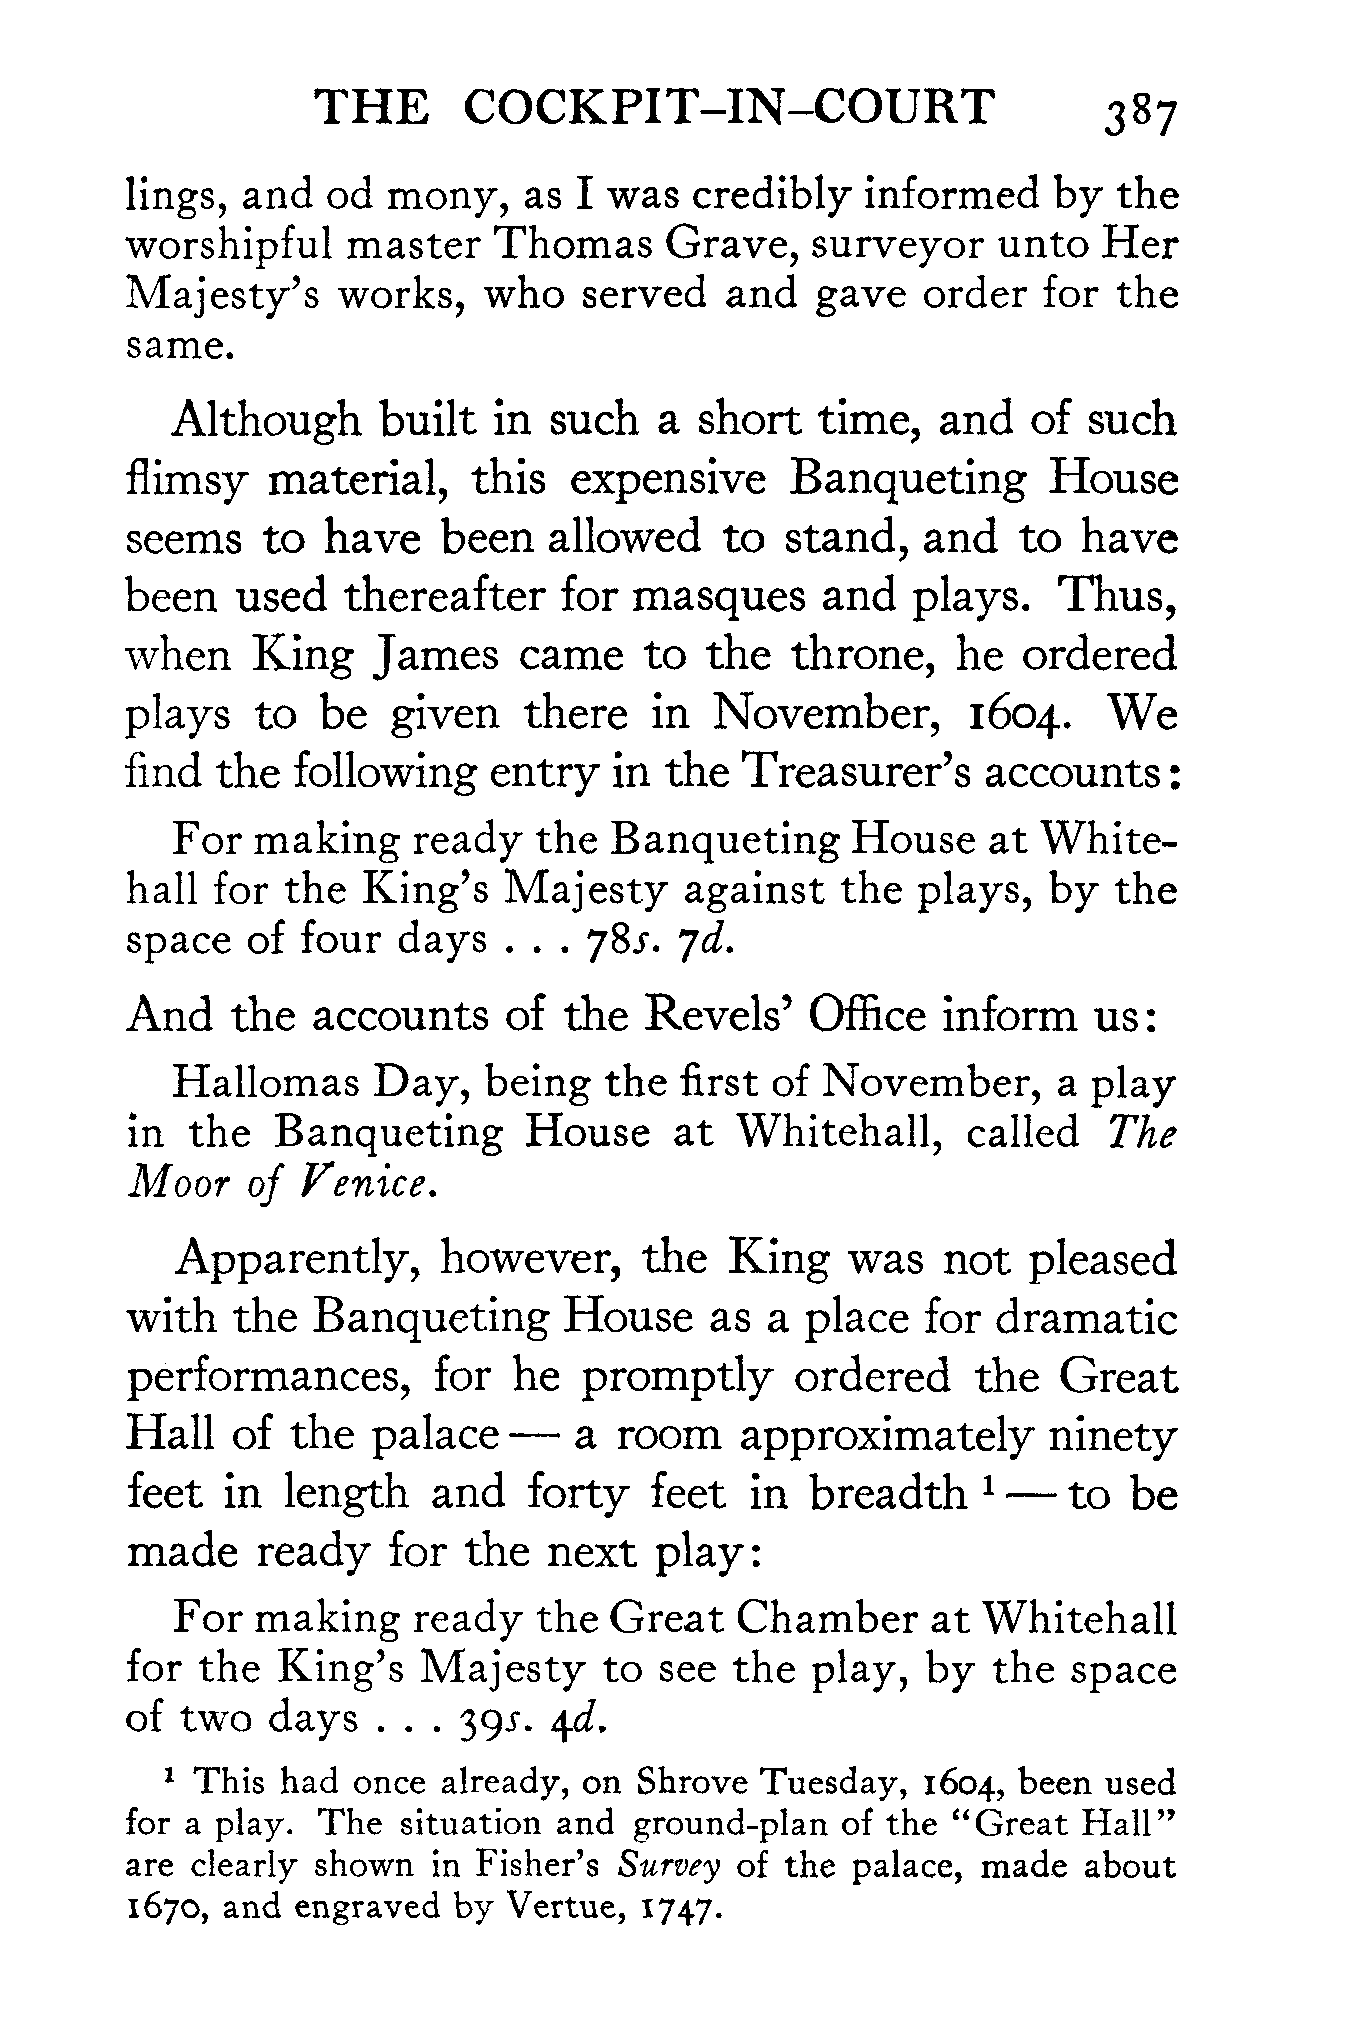 THE COCKPIT-IN-COURT 387
lings, and od mony, as I was credibly informed by the
worshipful master Thomas Grave, surveyor unto Her
Majesty's works, who served and gave order for the
same.
Although built in such a short time, and of such
flimsy material, this expensive Banqueting House
seems to have been allowed to stand, and to have
been used thereafter for masques and plays. Thus,
when King James came to the throne, he ordered
plays to be given there in November, 1604. We
find the following entry in the Treasurer's accounts:
For making ready the Banqueting House at White-
hall for the King's Majesty against the plays, by the
space of four days . . . 78s. 7d.
And the accounts of the Revels' Office inform us:
Hallomas Day, being the first of November, a play
in the Banqueting House at Whitehall, called The
Moor of Venice.
Apparently, however, the King was not pleased
with the Banqueting House as a place for dramatic
performances, for he promptly ordered the Great
Hall of the palace — a room approximately ninety
feet in length and forty feet in breadth ¹ — to be
made ready for the next play:
For making ready the Great Chamber at Whitehall
for the King's Majesty to see the play, by the space
of two days . . . 39s. 4d.
¹ This had once already, on Shrove Tuesday, 1604, been used
for a play. The situation and ground-plan of the "Great Hall"
are clearly shown in Fisher's Survey of the palace, made about
1670, and engraved by Vertue, 1747.